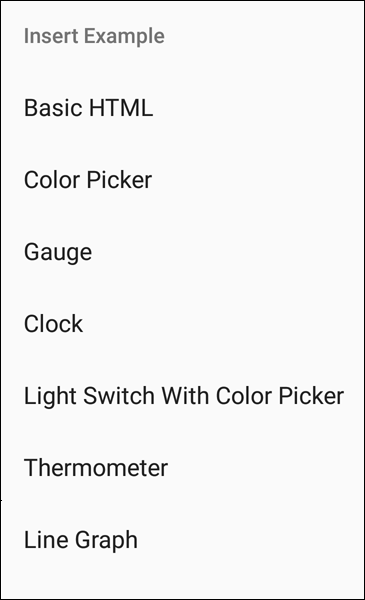 Insert Example
Basic HTML
Color Picker
Gauge
Clock
Light Switch With Color Picker
Thermometer
Line Graph